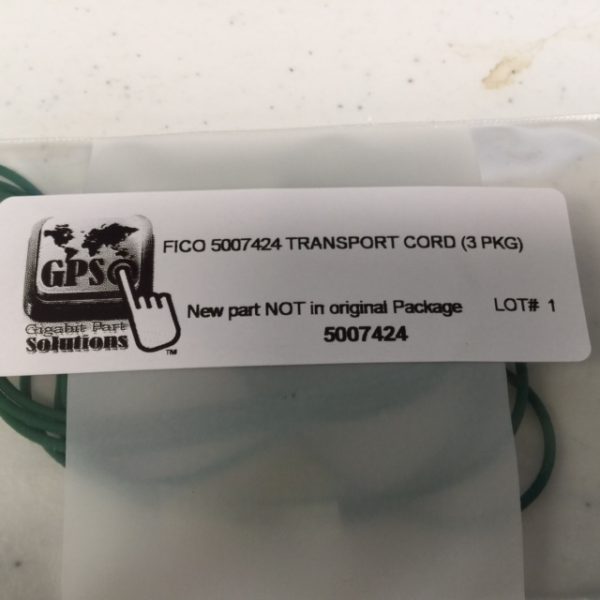 FICO 5007424 TRANSPORT CORD (3 PKG)
GPS
New part NOT in original Package LOT# 1
5007424
Gigabit Part
Solutions
TM